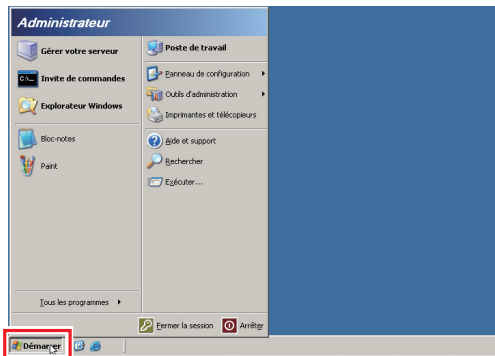 Administrateur
Gérer votre serveur
Invite de commandes
Explorateur Windows
Bloc-notes
Paint
Tous les programmes
Poste de travail
Panneau de configuration
Outils d'administration
Imprimantes et télécopieurs
Aide et support
Rechercher
Exécuter...
Fermer la session
Arrêter
Démarrer